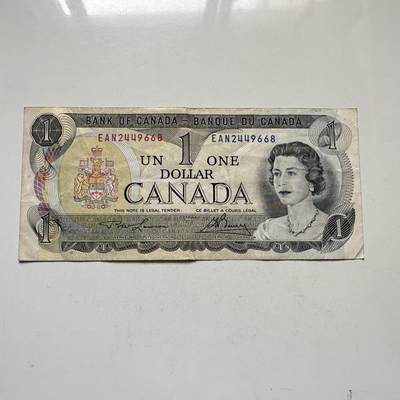 BANK OF CANADA – BANQUE DU CANADA
EAN2449668 EAN2449668
1 1
UN 1 ONE
DOLLAR
CANADA
THIS NOTE IS LEGAL TENDER CE BILLET A COURS LÉGAL
1 1